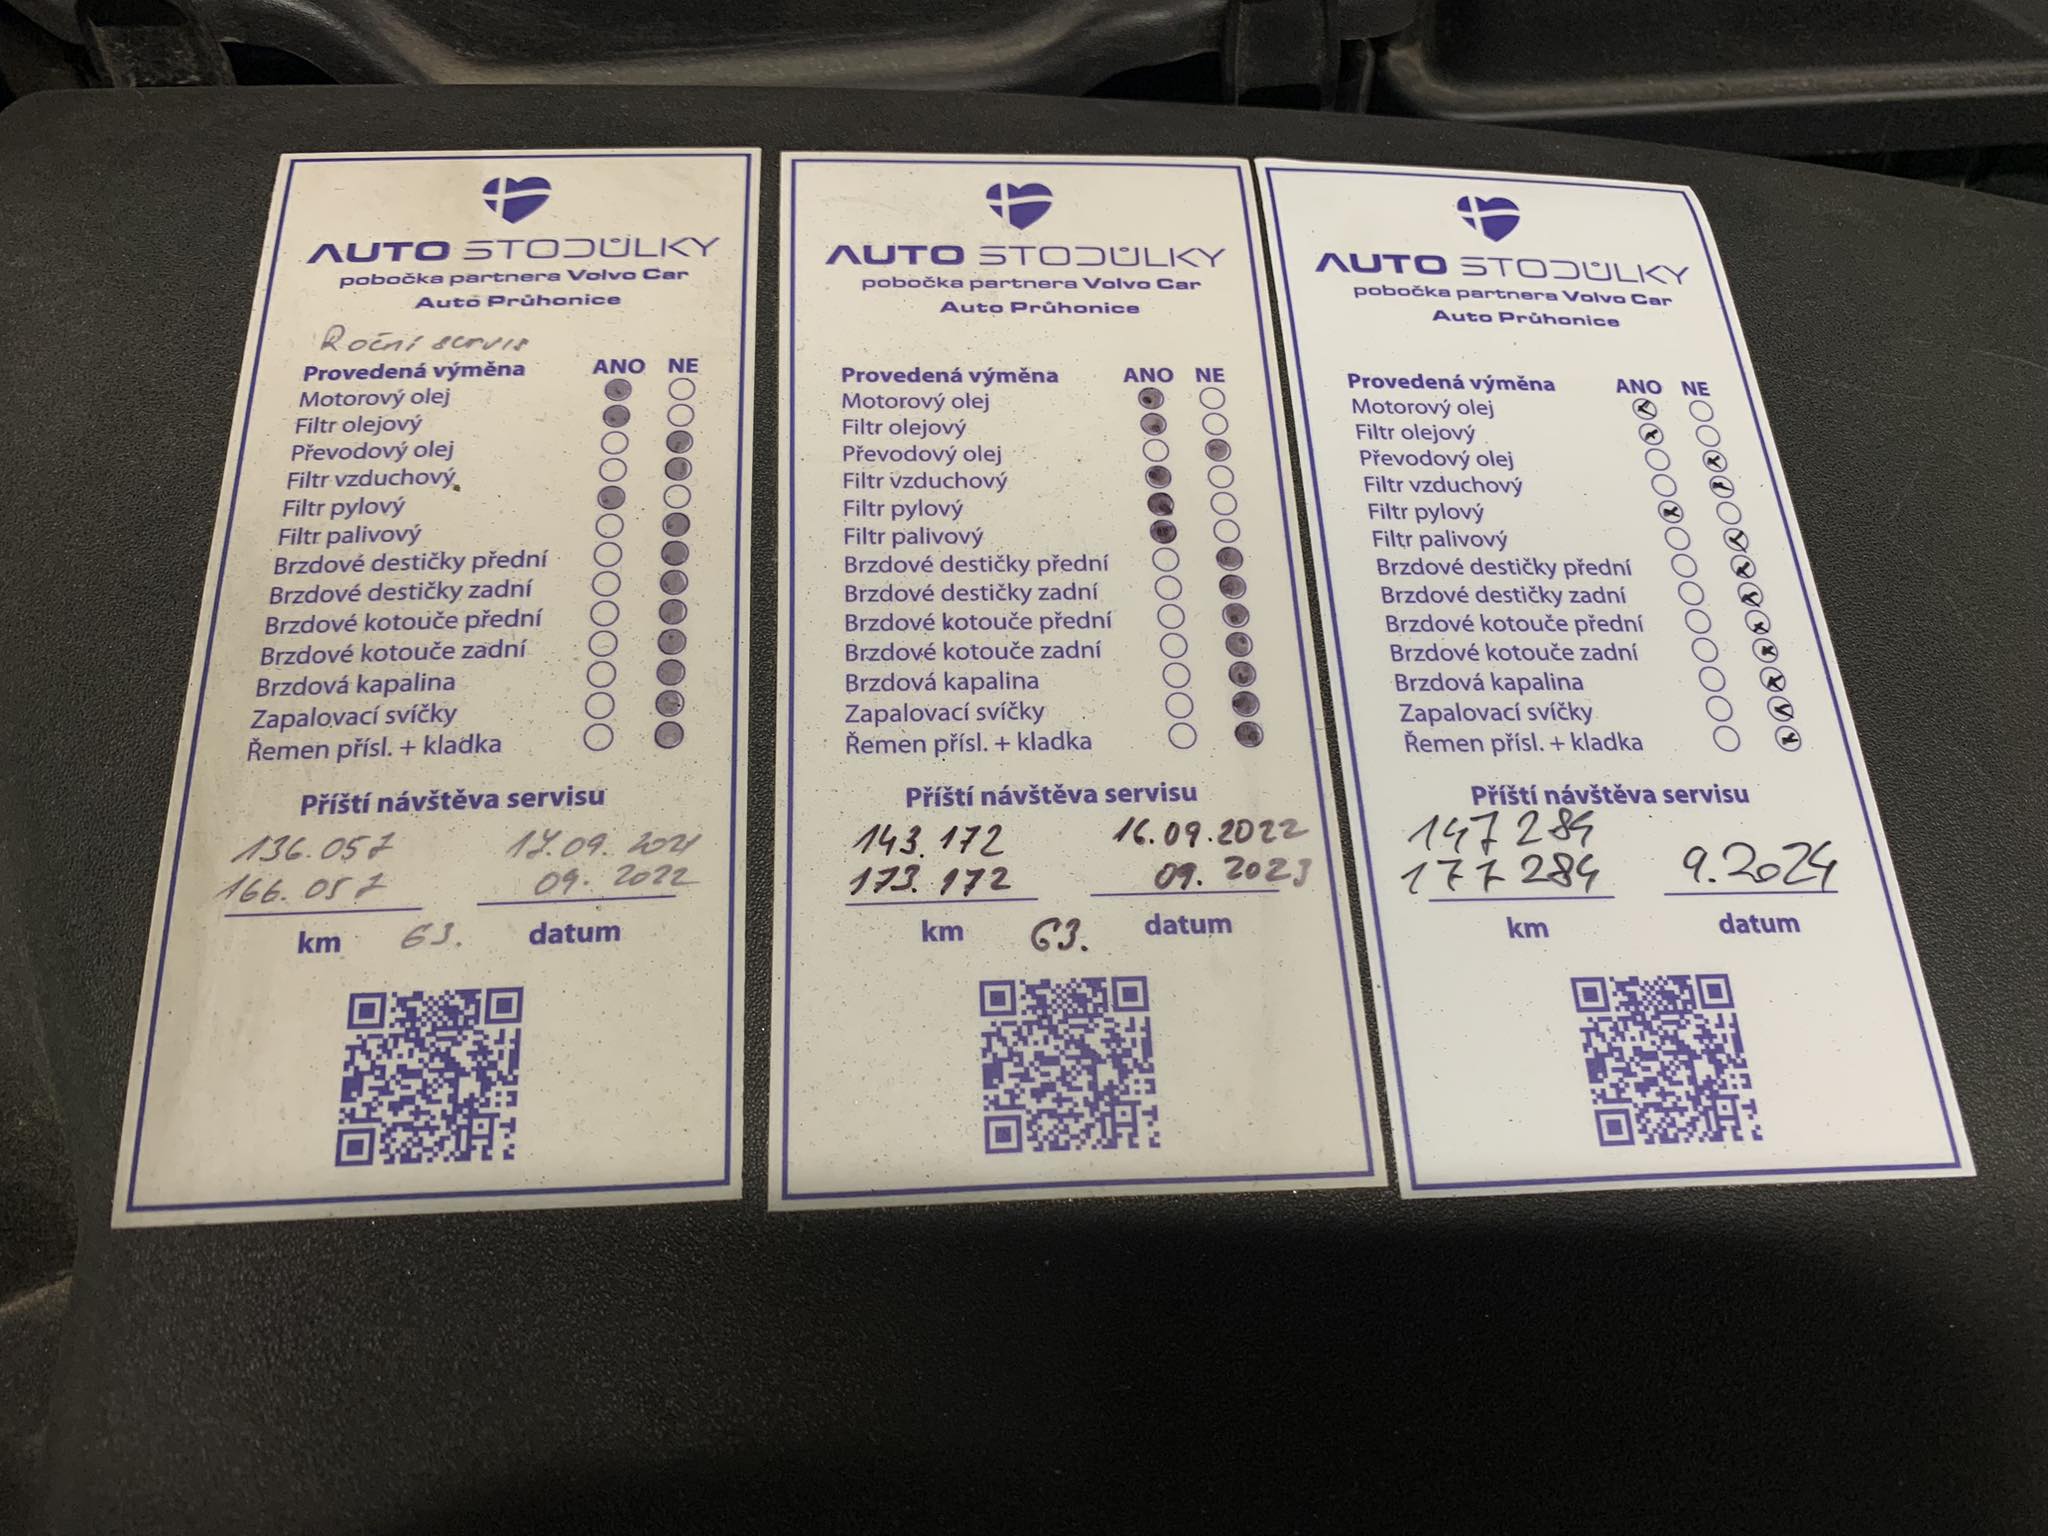 AUTO STODŮLKY
pobočka partnera Volvo Car
Auto Průhonice
Roční servis
Provedená výměna ANO NE
Motorový olej
Filtr olejový
Převodový olej
Filtr vzduchový
Filtr pylový
Filtr palivový
Brzdové destičky přední
Brzdové destičky zadní
Brzdové kotouče přední
Brzdové kotouče zadní
Brzdová kapalina
Zapalovací svíčky
Řemen přísl. + kladka
Příští návštěva servisu
136.057 17.09.2021
166.057 09.2022
km 63. datum
AUTO STODŮLKY
pobočka partnera Volvo Car
Auto Průhonice
Provedená výměna ANO NE
Motorový olej
Filtr olejový
Převodový olej
Filtr vzduchový
Filtr pylový
Filtr palivový
Brzdové destičky přední
Brzdové destičky zadní
Brzdové kotouče přední
Brzdové kotouče zadní
Brzdová kapalina
Zapalovací svíčky
Řemen přísl. + kladka
Příští návštěva servisu
143.172 16.09.2022
173.172 09.2023
km 63. datum
AUTO STODŮLKY
pobočka partnera Volvo Car
Auto Průhonice
Provedená výměna ANO NE
Motorový olej
Filtr olejový
Převodový olej
Filtr vzduchový
Filtr pylový
Filtr palivový
Brzdové destičky přední
Brzdové destičky zadní
Brzdové kotouče přední
Brzdové kotouče zadní
Brzdová kapalina
Zapalovací svíčky
Řemen přísl. + kladka
Příští návštěva servisu
147 284
177 284 9.2024
km datum